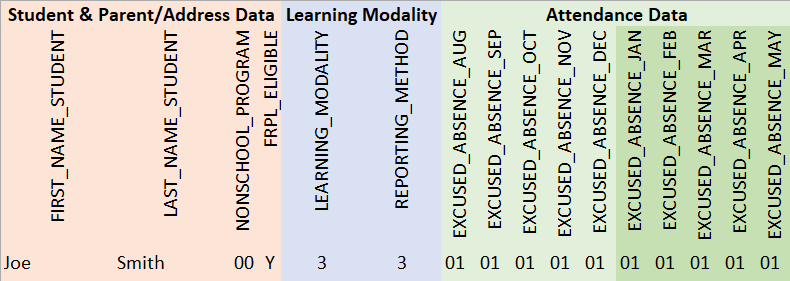 Student & Parent/Address Data
Learning Modality
Attendance Data
FIRST_NAME_STUDENT
LAST_NAME_STUDENT
NONSCHOOL_PROGRAM
FRPL_ELIGIBLE
LEARNING_MODALITY
REPORTING_METHOD
EXCUSED_ABSENCE_AUG
EXCUSED_ABSENCE_SEP
EXCUSED_ABSENCE_OCT
EXCUSED_ABSENCE_NOV
EXCUSED_ABSENCE_DEC
EXCUSED_ABSENCE_JAN
EXCUSED_ABSENCE_FEB
EXCUSED_ABSENCE_MAR
EXCUSED_ABSENCE_APR
EXCUSED_ABSENCE_MAY
Joe Smith 00 Y 3 3 01 01 01 01 01 01 01 01 01 01